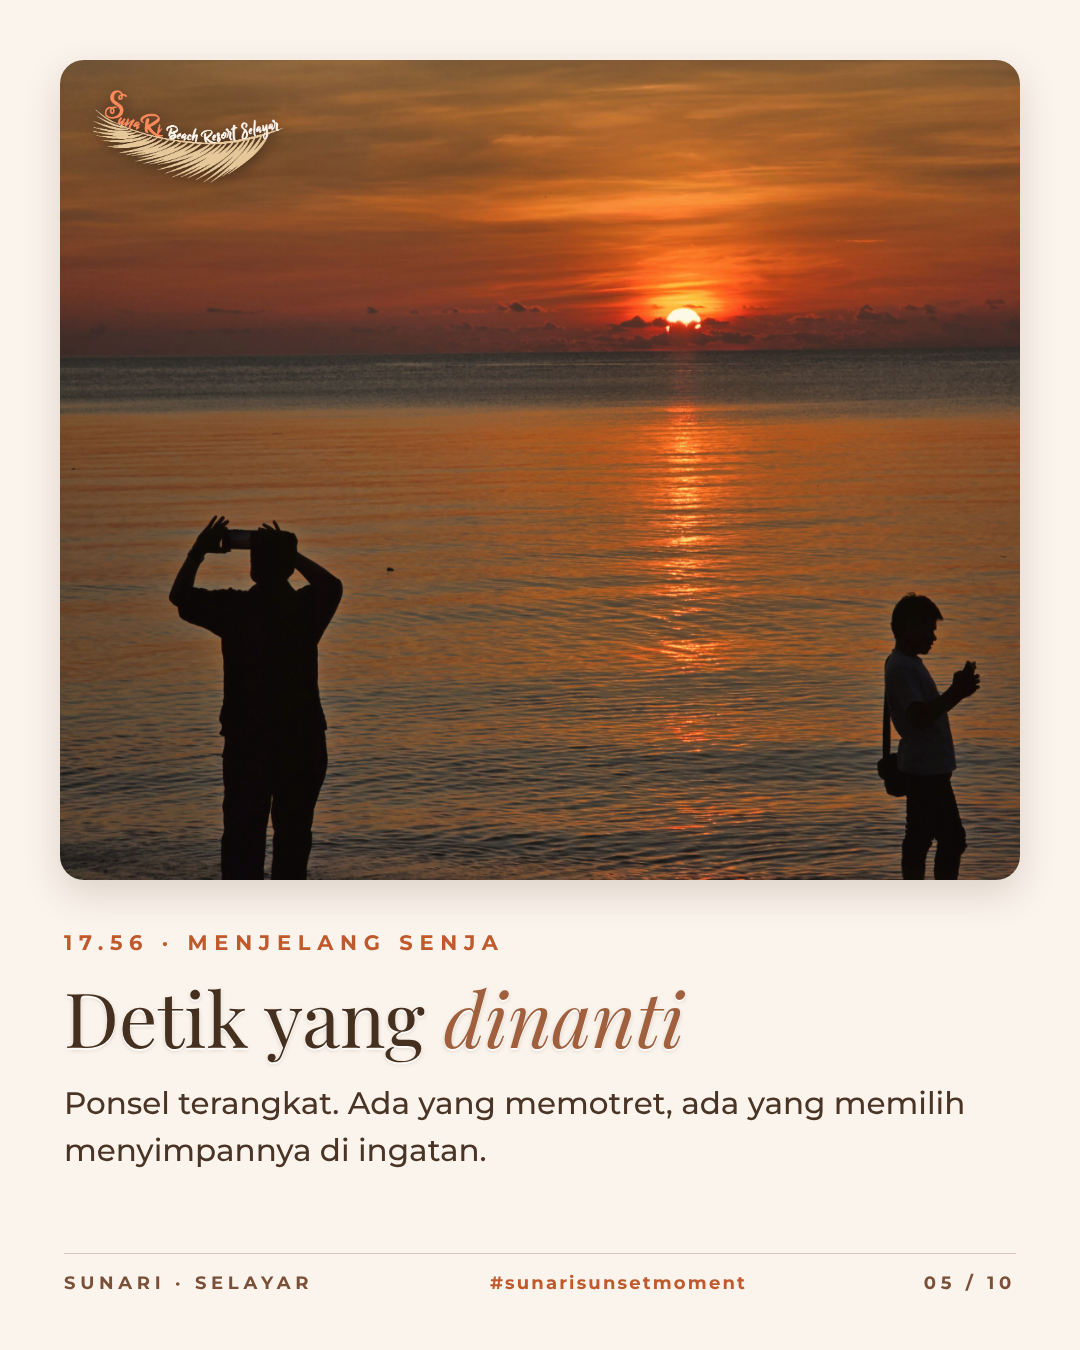 SunaRi Beach Resort Selayar
17.56 · MENJELANG SENJA
Detik yang dinanti
Ponsel terangkat. Ada yang memotret, ada yang memilih
menyimpannya di ingatan.
SUNARI · SELAYAR
#sunarisunsetmoment
05 / 10